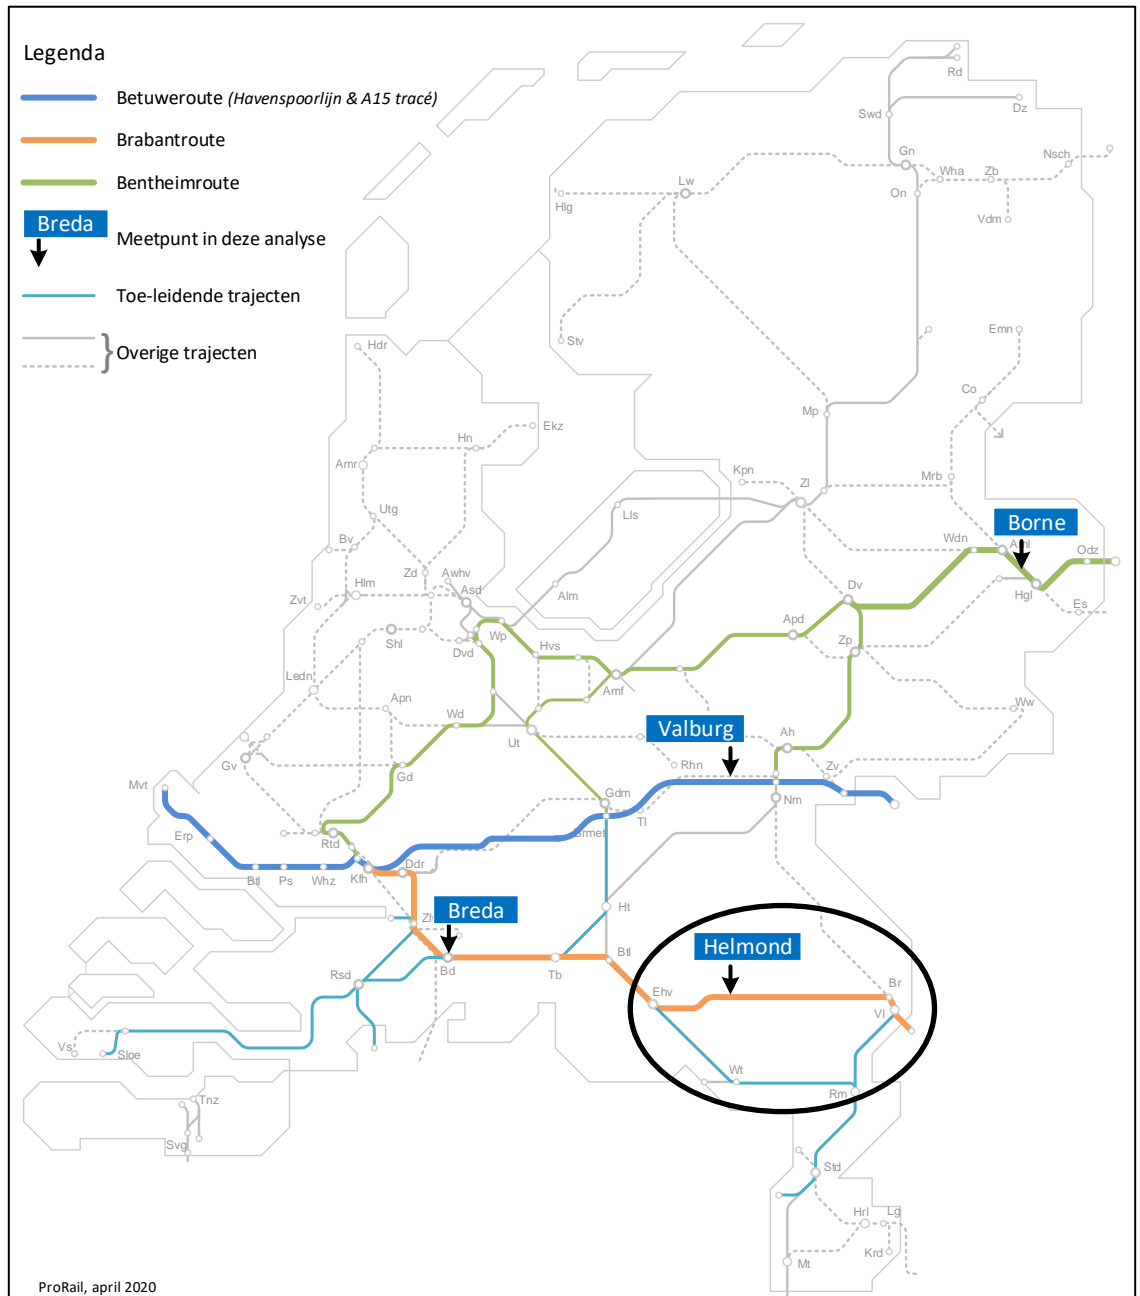 Legenda
Betuweroute (Havenspoorlijn & A15 tracé)
Brabantroute
Bentheimroute
Breda
Meetpunt in deze analyse
Toe-leidende trajecten
} Overige trajecten
Rd
Swd
Dz
Gn
Nsch
Wha
Zb
On
Vdm
Lw
Hlg
Stv
Emn
Hdr
Co
Mp
Ekz
Hn
Amr
Kpn
Mrb
Zl
Lls
Utg
Borne
Bv
Wdn
Odz
Zd
Awhv
Hlm
Asd
Alm
Dv
Hgl
Zvt
Es
Wp
Apd
Shl
Dvd
Hvs
Zp
Ledn
Amf
Apn
Ww
Wd
Valburg
Ut
Ah
Gv
Gd
Rhn
Zv
Mvt
Gdm
Nm
Tl
Erp
Rtd
Btl
Ps
Whz
Kfh
Ddr
Breda
Ht
Helmond
Bd
Tb
Btl
Rsd
Ehv
Br
Vl
Vs
Sloe
Wt
Rm
Tnz
Svg
Std
Hrl
Lg
Krd
Mt
ProRail, april 2020